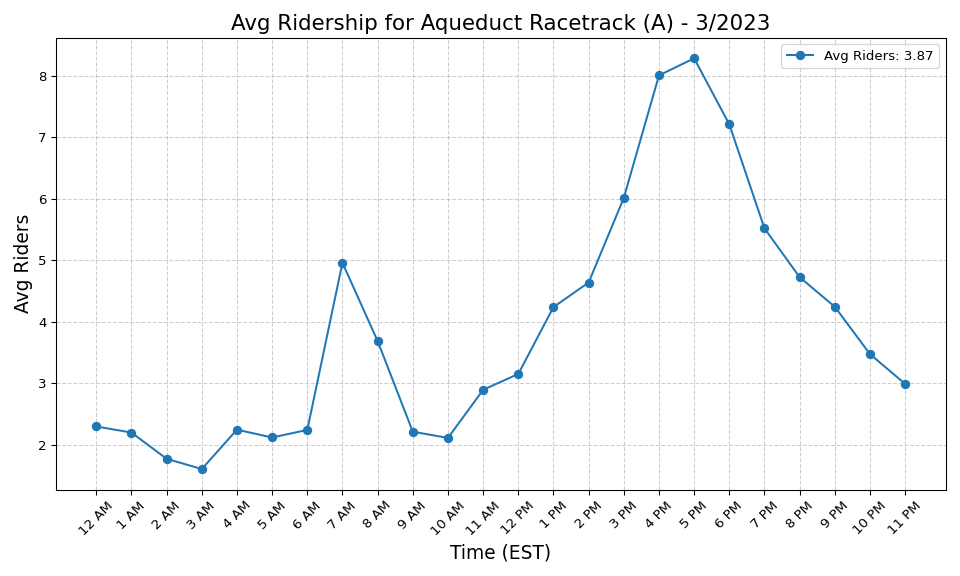 Avg Ridership for Aqueduct Racetrack (A) - 3/2023
Avg Riders: 3.87
Avg Riders
8
7
6
5
4
3
2
12 AM
1 AM
2 AM
3 AM
4 AM
5 AM
6 AM
7 AM
8 AM
9 AM
10 AM
11 AM
12 PM
1 PM
2 PM
3 PM
4 PM
5 PM
6 PM
7 PM
8 PM
9 PM
10 PM
11 PM
Time (EST)